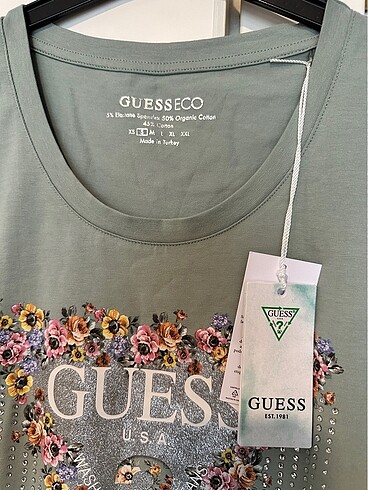 GUESSECO
5% Elastane Spandex 50% Organic Cotton
45% Cotton
XS S M L XL XXL
Made in Turkey
GUESS
?
GUESS
EST. 1981
GUESS
U.S.A.
WASH